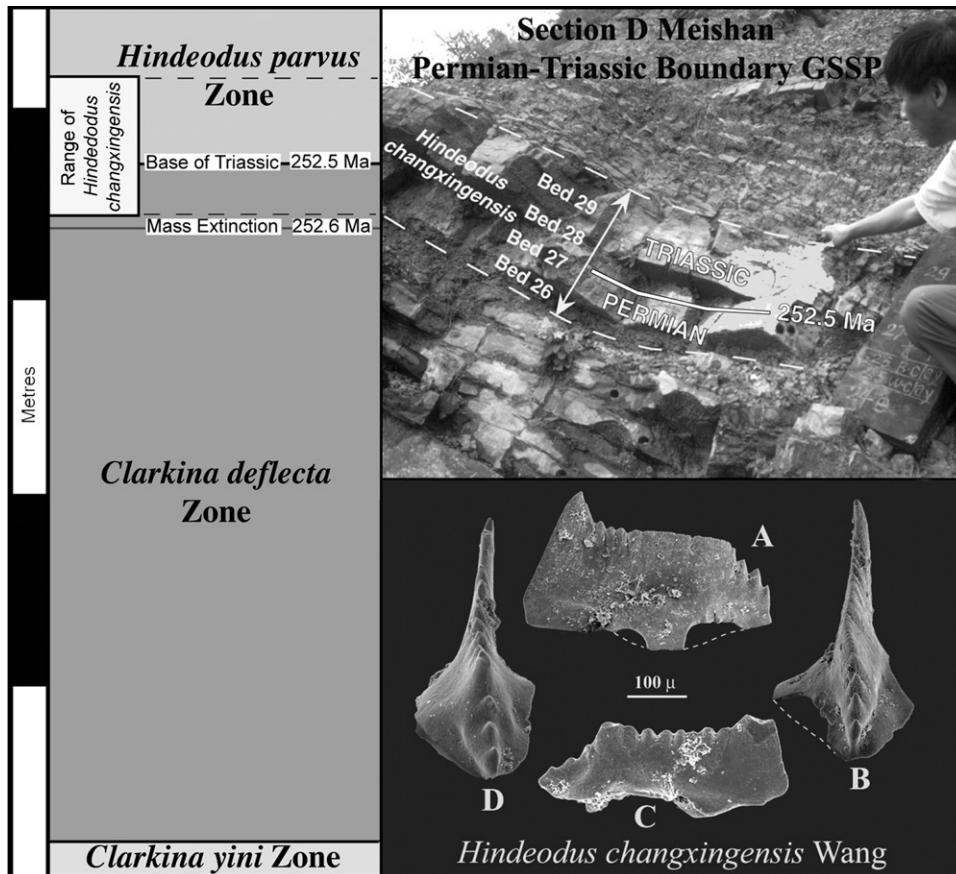 Hindeodus parvus
Zone
Range of
Hindedodus
changxingensis
Base of Triassic 252.5 Ma
Mass Extinction 252.6 Ma
Metres
Clarkina deflecta
Zone
Clarkina yini Zone
Section D Meishan
Permian-Triassic Boundary GSSP
Hindeodus
changxingensis
Bed 29
Bed 28
Bed 27
Bed 26
TRIASSIC
PERMIAN
252.5 Ma
29
A
100 μ
D
B
C
Hindeodus changxingensis Wang